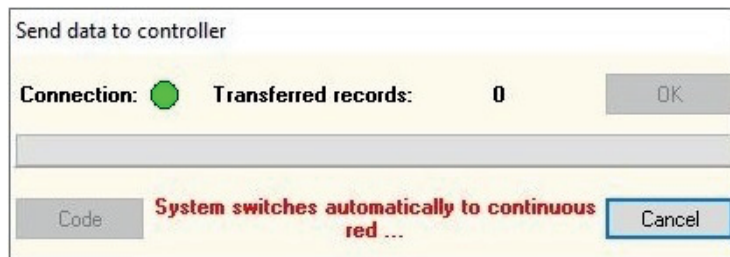 Send data to controller
Connection: Transferred records: 0 OK
Code System switches automatically to continuous Cancel
red ...